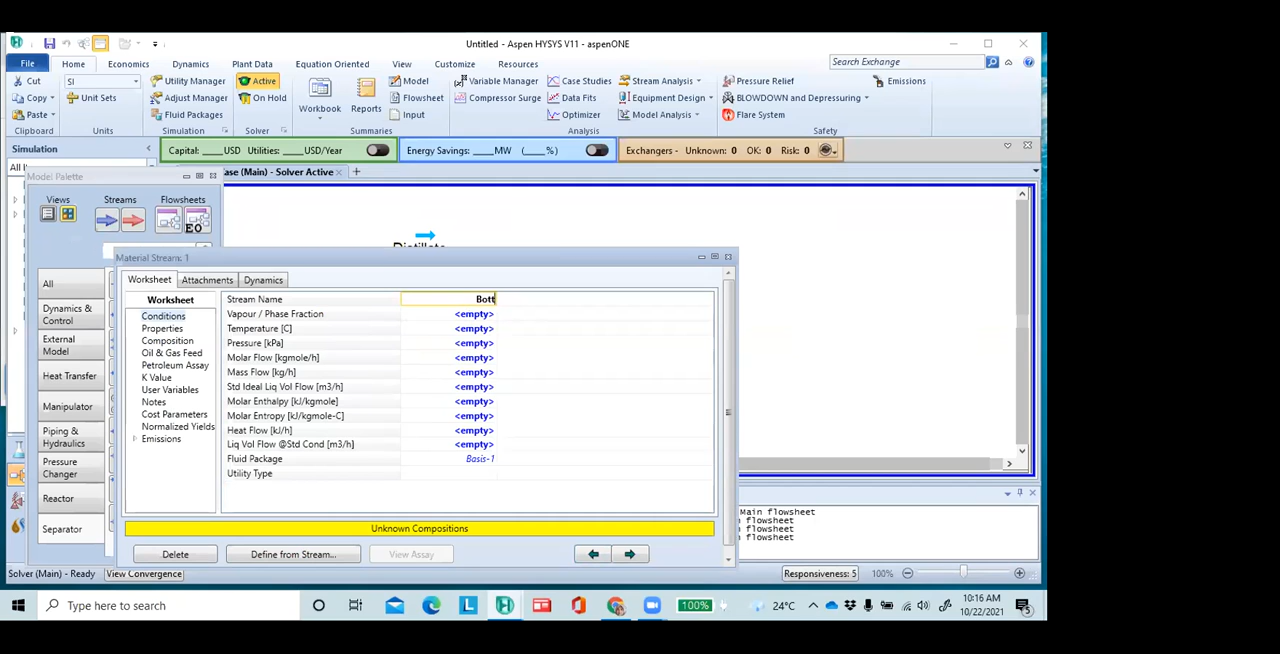 Untitled - Aspen HYSYS V11 - aspenONE
File Home Economics Dynamics Plant Data Equation Oriented View Customize Resources
Search Exchange
Cut SI Utility Manager Active Model Variable Manager Case Studies Stream Analysis Pressure Relief Emissions
Copy Unit Sets Adjust Manager On Hold Workbook Reports Flowsheet Compressor Surge Data Fits Equipment Design BLOWDOWN and Depressuring
Paste Fluid Packages Input Optimizer Model Analysis Flare System
Clipboard Units Simulation Solver Summaries Analysis Safety
Simulation
Capital: ____USD Utilities: ____USD/Year
Energy Savings: ____MW (____%)
Exchangers - Unknown: 0 OK: 0 Risk: 0
Model Palette
ase (Main) - Solver Active
Views Streams Flowsheets
EO
All
Dynamics & Control
External Model
Heat Transfer
Manipulator
Piping & Hydraulics
Pressure Changer
Reactor
Separator
Material Stream: 1
Worksheet Attachments Dynamics
Worksheet
Conditions
Properties
Composition
Oil & Gas Feed
Petroleum Assay
K Value
User Variables
Notes
Cost Parameters
Normalized Yields
Emissions
Stream Name Bott
Vapour / Phase Fraction <empty>
Temperature [C] <empty>
Pressure [kPa] <empty>
Molar Flow [kgmole/h] <empty>
Mass Flow [kg/h] <empty>
Std Ideal Liq Vol Flow [m3/h] <empty>
Molar Enthalpy [kJ/kgmole] <empty>
Molar Entropy [kJ/kgmole-C] <empty>
Heat Flow [kJ/h] <empty>
Liq Vol Flow @Std Cond [m3/h] <empty>
Fluid Package Basis-1
Utility Type
Unknown Compositions
Delete Define from Stream... View Assay
Main flowsheet
flowsheet
flowsheet
flowsheet
Solver (Main) - Ready View Convergence Responsiveness: 5 100%
Type here to search
100% 24°C
10:16 AM
10/22/2021
5